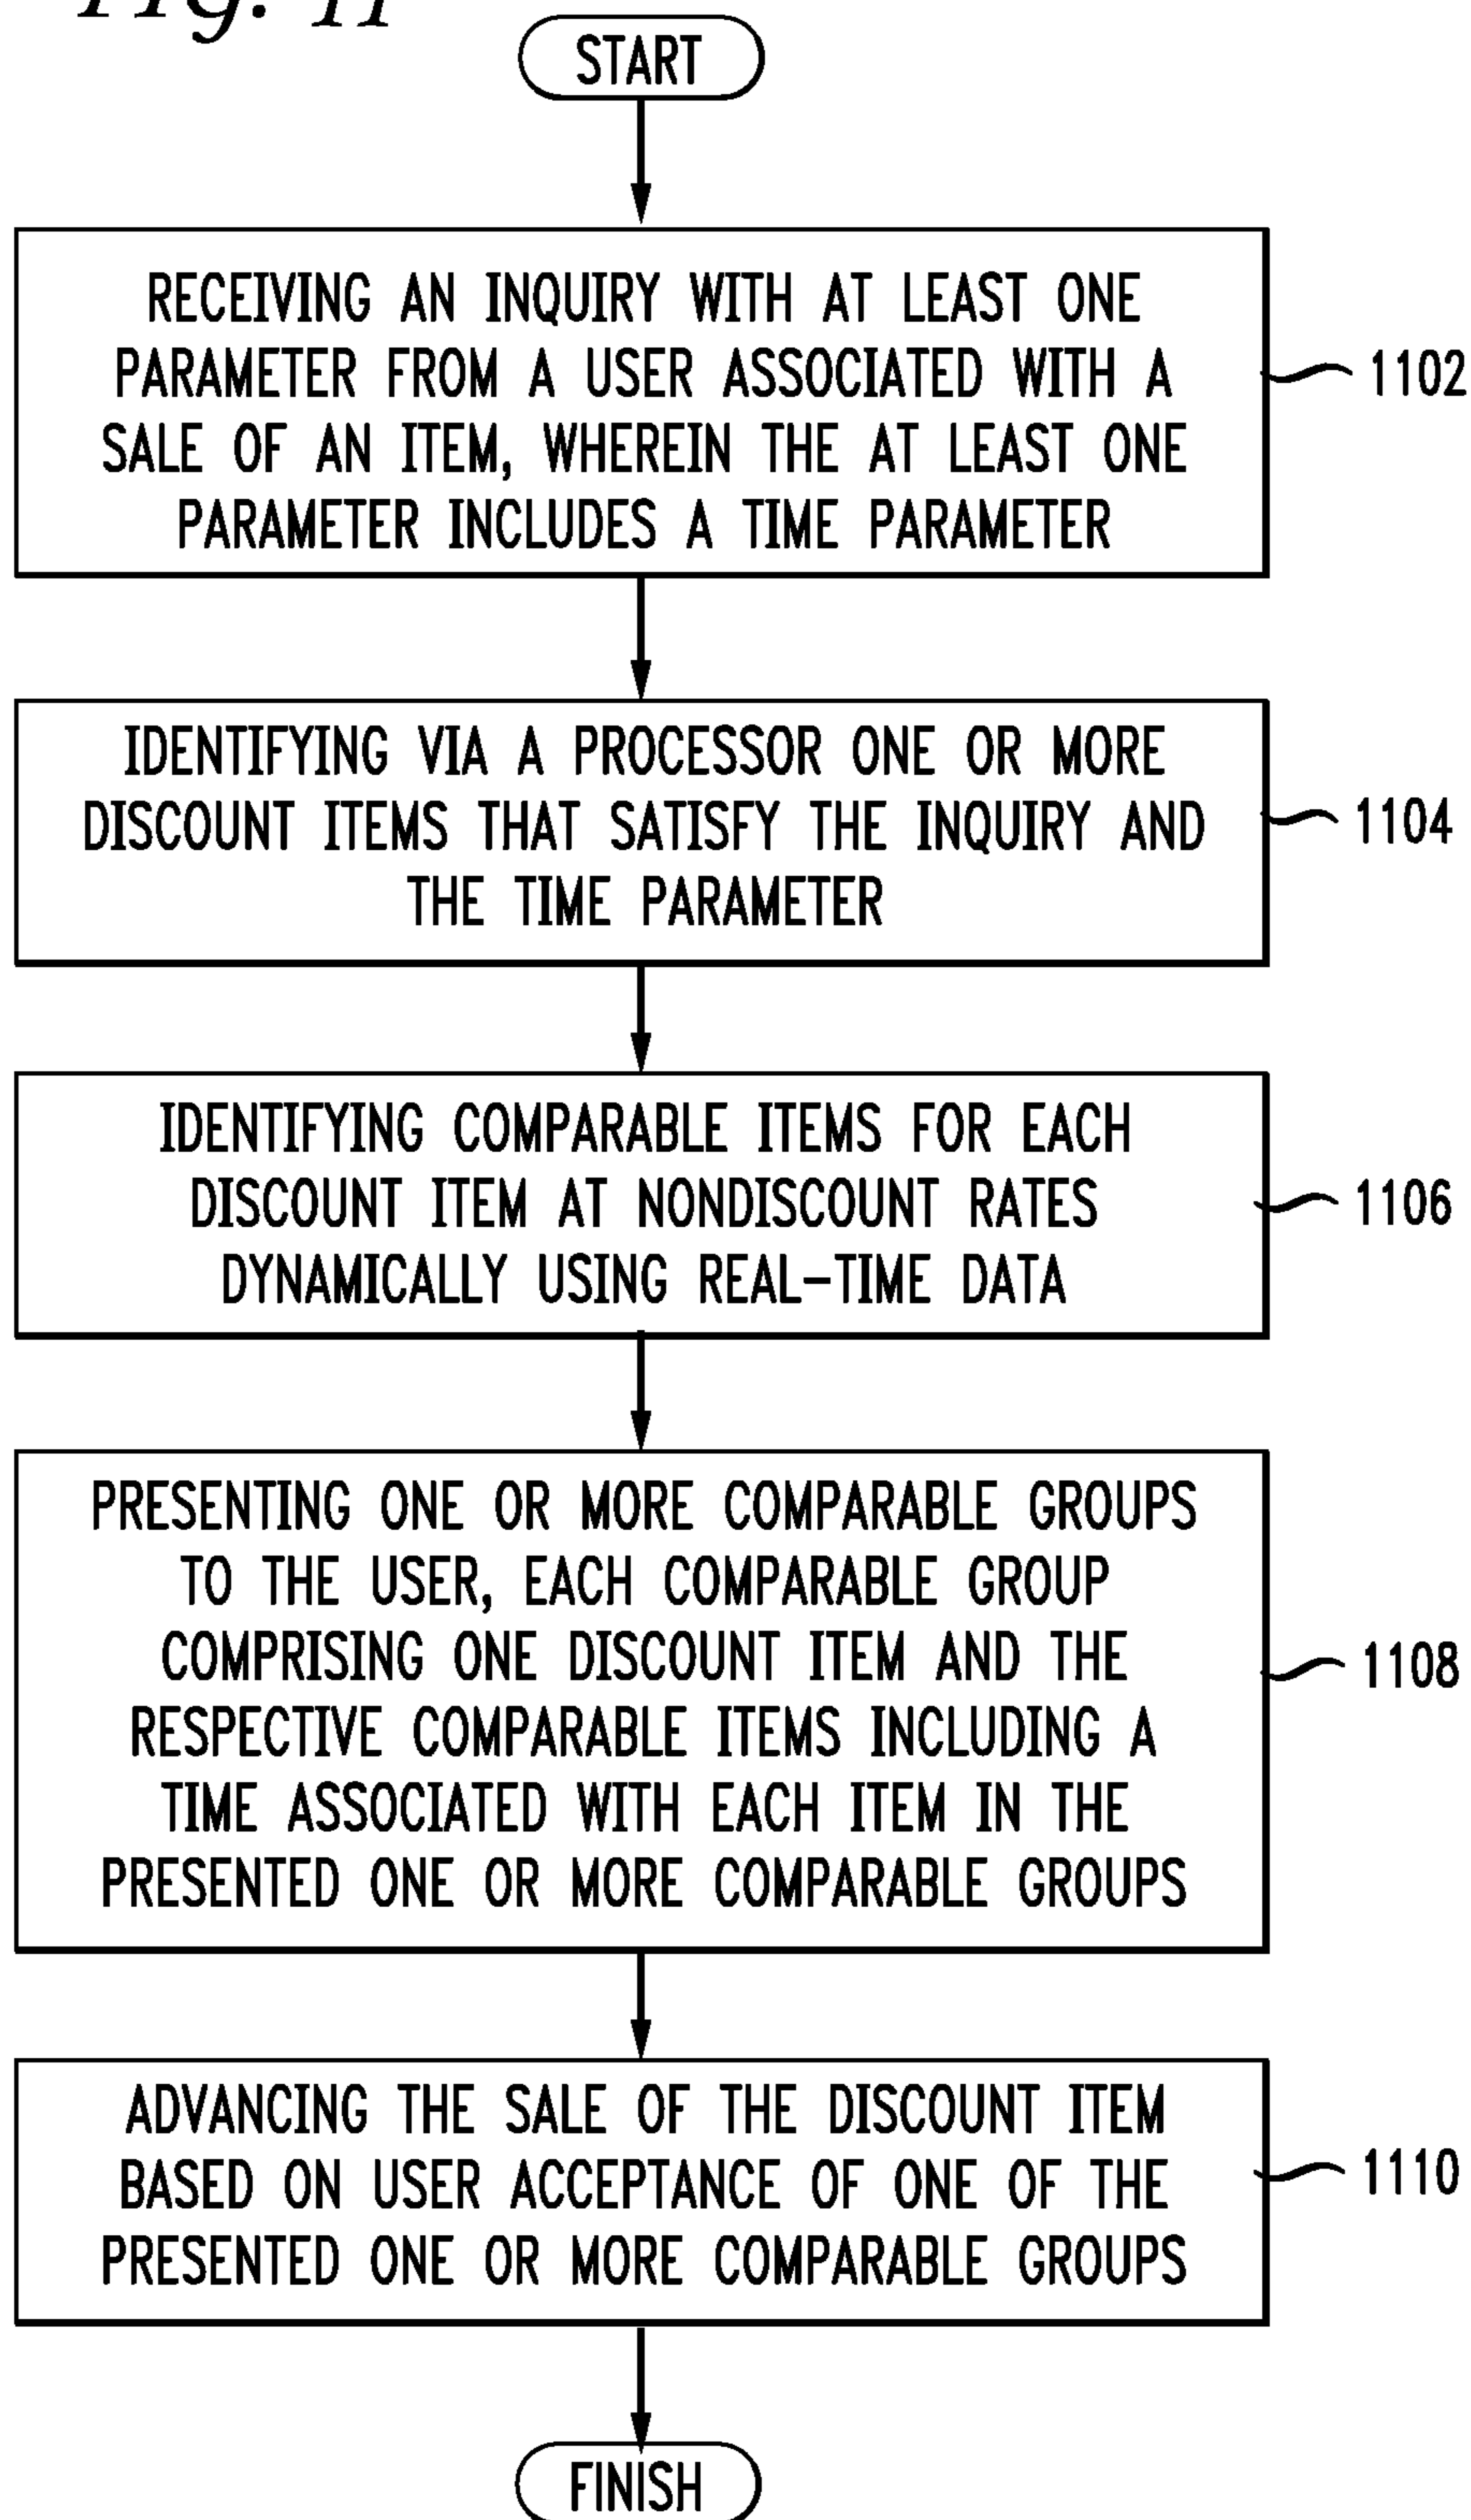 Fig. 11
START
RECEIVING AN INQUIRY WITH AT LEAST ONE
PARAMETER FROM A USER ASSOCIATED WITH A
SALE OF AN ITEM, WHEREIN THE AT LEAST ONE
PARAMETER INCLUDES A TIME PARAMETER
1102
IDENTIFYING VIA A PROCESSOR ONE OR MORE
DISCOUNT ITEMS THAT SATISFY THE INQUIRY AND
THE TIME PARAMETER
1104
IDENTIFYING COMPARABLE ITEMS FOR EACH
DISCOUNT ITEM AT NONDISCOUNT RATES
DYNAMICALLY USING REAL-TIME DATA
1106
PRESENTING ONE OR MORE COMPARABLE GROUPS
TO THE USER, EACH COMPARABLE GROUP
COMPRISING ONE DISCOUNT ITEM AND THE
RESPECTIVE COMPARABLE ITEMS INCLUDING A
TIME ASSOCIATED WITH EACH ITEM IN THE
PRESENTED ONE OR MORE COMPARABLE GROUPS
1108
ADVANCING THE SALE OF THE DISCOUNT ITEM
BASED ON USER ACCEPTANCE OF ONE OF THE
PRESENTED ONE OR MORE COMPARABLE GROUPS
1110
FINISH